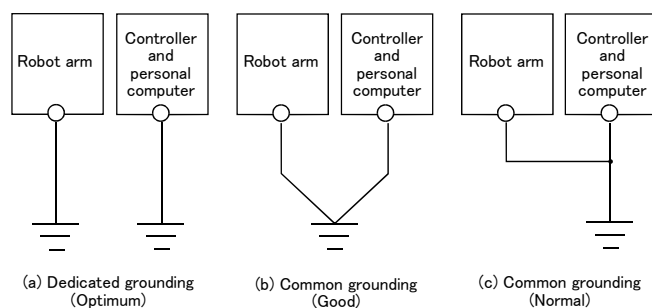 Robot arm
Controller
and
personal
computer
Robot arm
Controller
and
personal
computer
Robot arm
Controller
and
personal
computer
(a) Dedicated grounding
(Optimum)
(b) Common grounding
(Good)
(c) Common grounding
(Normal)